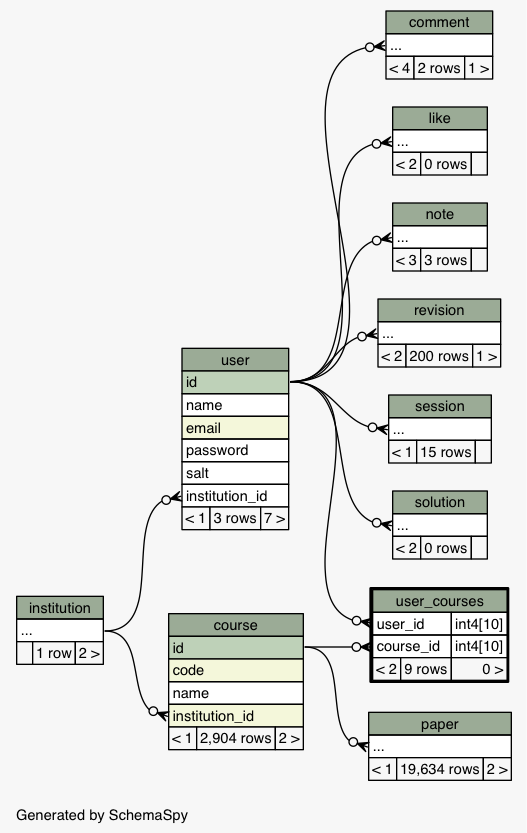 comment
...
< 4 2 rows 1 >
like
...
< 2 0 rows
note
...
< 3 3 rows
revision
...
< 2 200 rows 1 >
user
id
name
email
password
salt
institution_id
< 1 3 rows 7 >
session
...
< 1 15 rows
solution
...
< 2 0 rows
institution
...
1 row 2 >
course
id
code
name
institution_id
< 1 2,904 rows 2 >
user_courses
user_id int4[10]
course_id int4[10]
< 2 9 rows 0 >
paper
...
< 1 19,634 rows 2 >
Generated by SchemaSpy